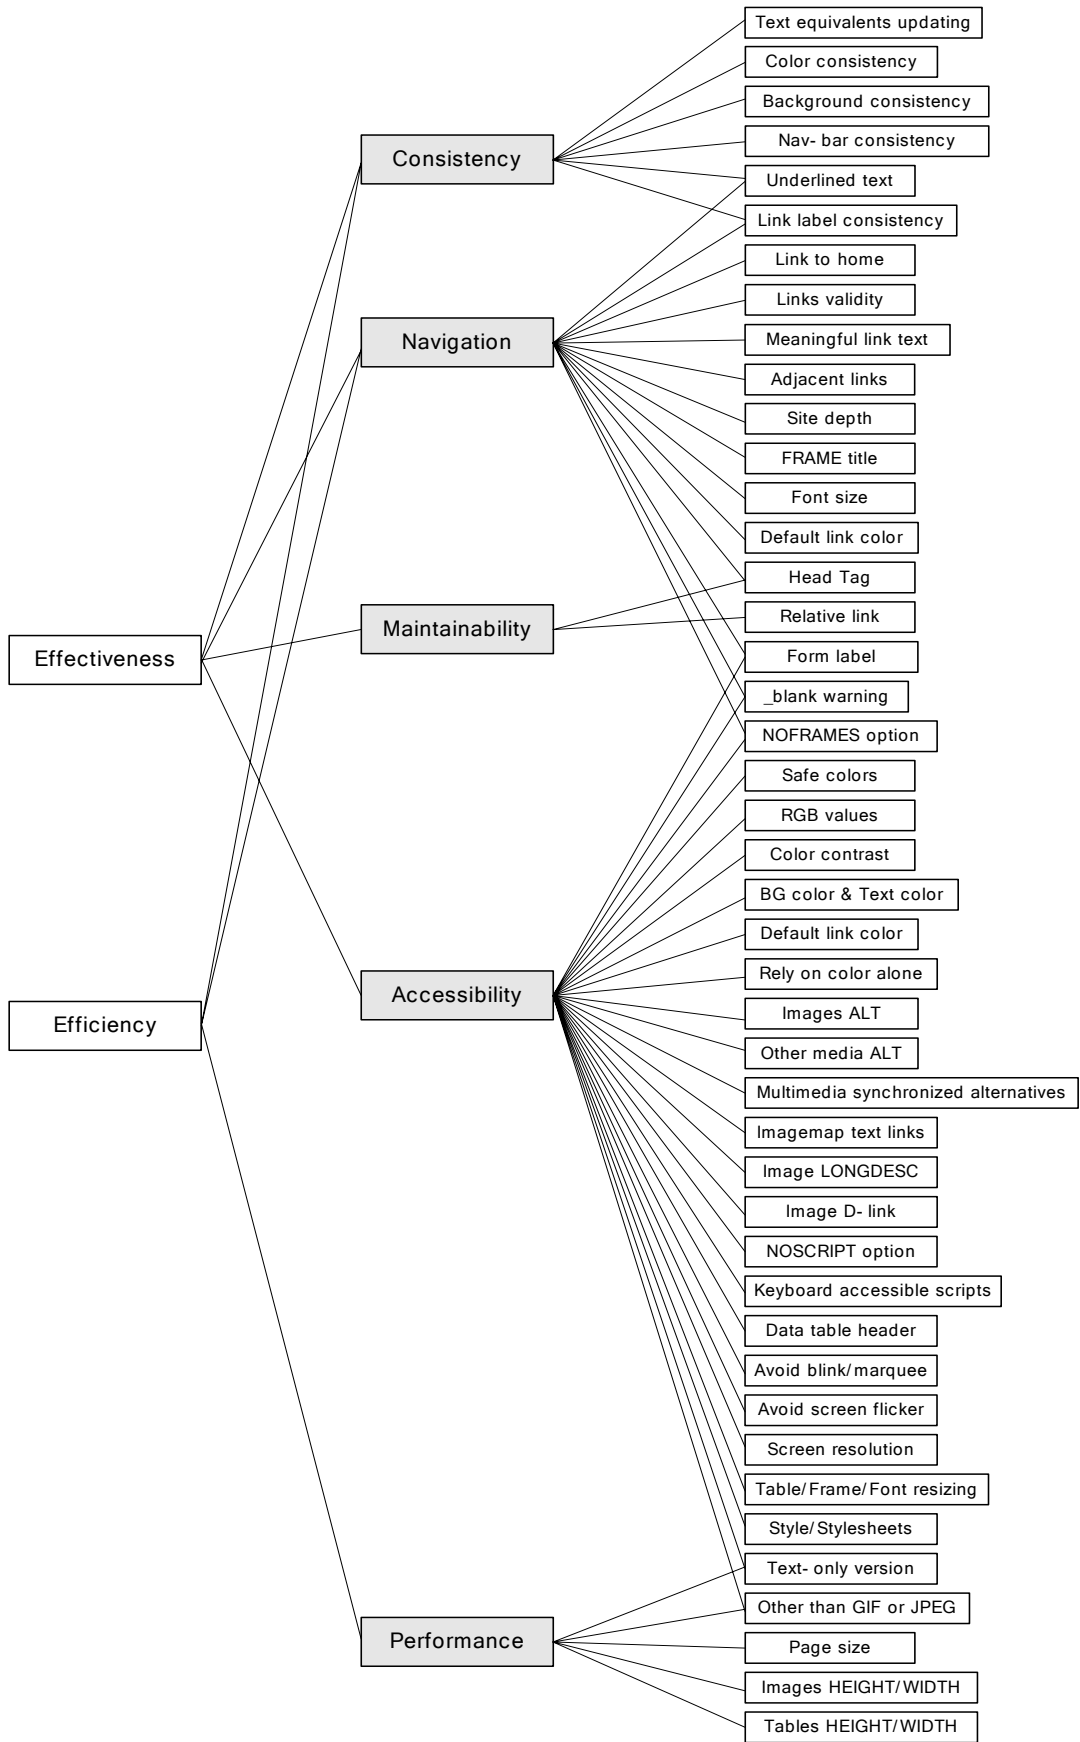 Effectiveness
Efficiency
Consistency
Navigation
Maintainability
Accessibility
Performance
Text equivalents updating
Color consistency
Background consistency
Nav- bar consistency
Underlined text
Link label consistency
Link to home
Links validity
Meaningful link text
Adjacent links
Site depth
FRAME title
Font size
Default link color
Head Tag
Relative link
Form label
_blank warning
NOFRAMES option
Safe colors
RGB values
Color contrast
BG color & Text color
Default link color
Rely on color alone
Images ALT
Other media ALT
Multimedia synchronized alternatives
Imagemap text links
Image LONGDESC
Image D- link
NOSCRIPT option
Keyboard accessible scripts
Data table header
Avoid blink/marquee
Avoid screen flicker
Screen resolution
Table/Frame/Font resizing
Style/Stylesheets
Text- only version
Other than GIF or JPEG
Page size
Images HEIGHT/WIDTH
Tables HEIGHT/WIDTH